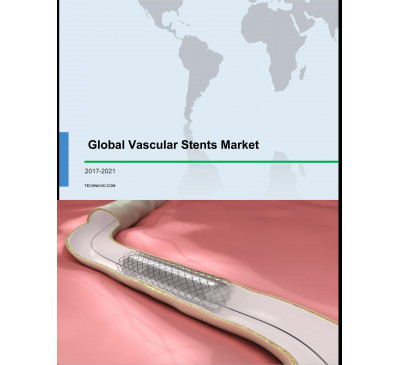 Global Vascular Stents Market
2017-2021
TECHNAVIO.COM